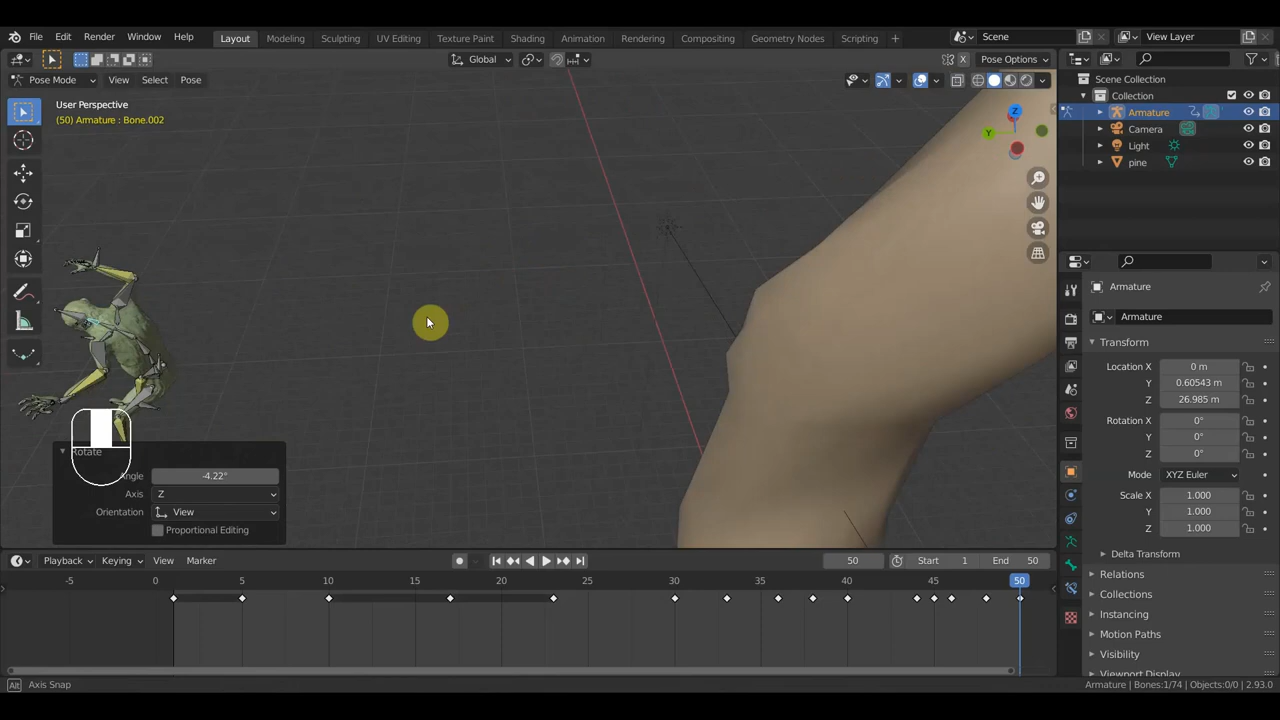 File Edit Render Window Help Layout Modeling Sculpting UV Editing Texture Paint Shading Animation Rendering Compositing Geometry Nodes Scripting + Scene View Layer
Global Pose Options
Pose Mode View Select Pose
User Perspective
(50) Armature : Bone.002
Scene Collection
Collection
Armature
Camera
Light
pine
Z
Y
Armature
Armature
Transform
Location X 0 m
Y 0.60543 m
Z 26.985 m
Rotation X 0°
Y 0°
Z 0°
Mode XYZ Euler
Scale X 1.000
Y 1.000
Z 1.000
Delta Transform
Relations
Collections
Instancing
Motion Paths
Visibility
Viewport Display
Rotate
Angle -4.22°
Axis Z
Orientation View
Proportional Editing
Playback Keying View Marker 50 Start 1 End 50
-5 0 5 10 15 20 25 30 35 40 45 50
Alt Axis Snap
Armature | Bones:1/74 | Objects:0/0 | 2.93.0